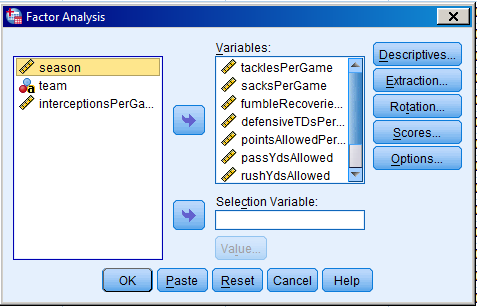 Factor Analysis
season
team
interceptionsPerGa...
Variables:
tacklesPerGame
sacksPerGame
fumbleRecoverie...
defensiveTDsPer...
pointsAllowedPer...
passYdsAllowed
rushYdsAllowed
Selection Variable:
Value...
Descriptives...
Extraction...
Rotation...
Scores...
Options...
OK Paste Reset Cancel Help